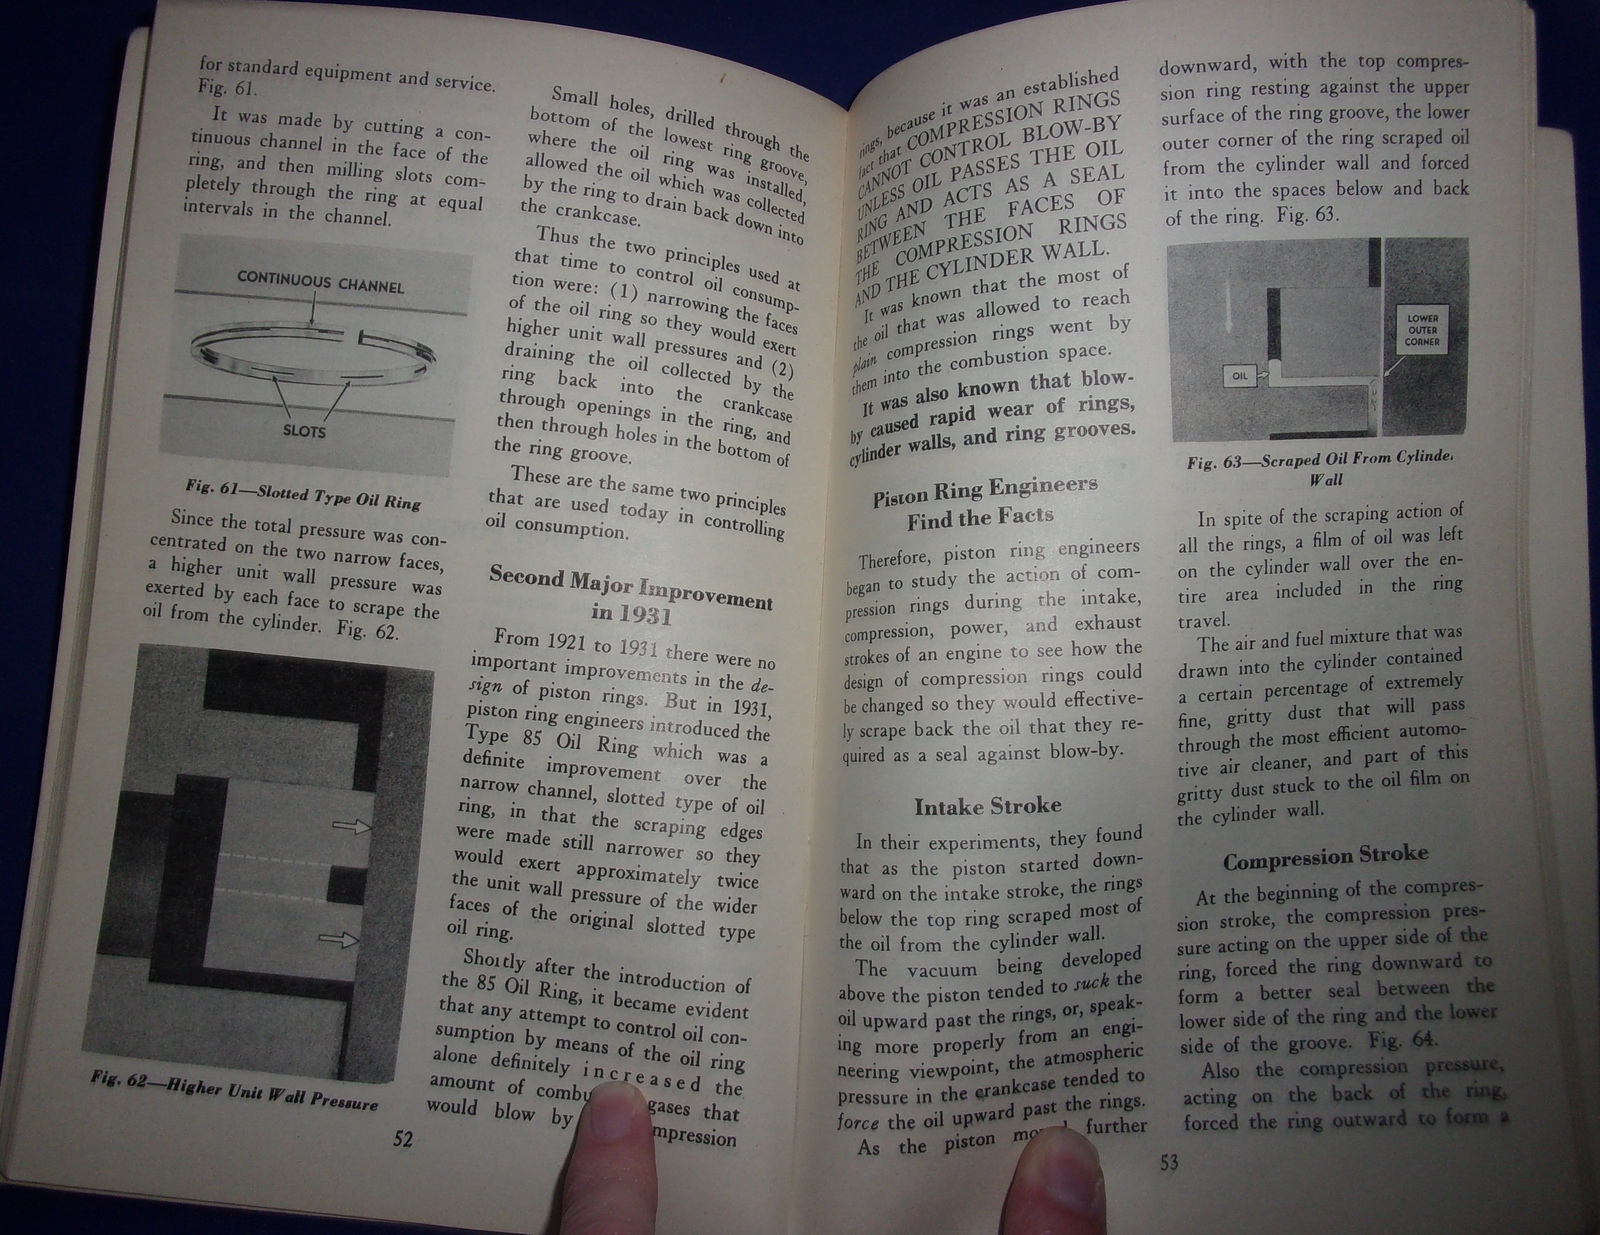 for standard equipment and service.
Fig. 61.
It was made by cutting a con-
tinuous channel in the face of the
ring, and then milling slots com-
pletely through the ring at equal
intervals in the channel.
CONTINUOUS CHANNEL
SLOTS
Fig. 61—Slotted Type Oil Ring
Since the total pressure was con-
centrated on the two narrow faces,
a higher unit wall pressure was
exerted by each face to scrape the
oil from the cylinder. Fig. 62.
Fig. 62—Higher Unit Wall Pressure
52
Small holes, drilled through the
bottom of the lowest ring groove,
where the oil ring was installed,
allowed the oil which was collected
by the ring to drain back down into
the crankcase.
Thus the two principles used at
that time to control oil consump-
tion were: (1) narrowing the faces
of the oil ring so they would exert
higher unit wall pressures and (2)
draining the oil collected by the
ring back into the crankcase
through openings in the ring, and
then through holes in the bottom of
the ring groove.
These are the same two principles
that are used today in controlling
oil consumption.
Second Major Improvement
in 1931
From 1921 to 1931 there were no
important improvements in the de-
sign of piston rings. But in 1931,
piston ring engineers introduced the
Type 85 Oil Ring which was a
definite improvement over the
narrow channel, slotted type of oil
ring, in that the scraping edges
were made still narrower so they
would exert approximately twice
the unit wall pressure of the wider
faces of the original slotted type
oil ring.
Shortly after the introduction of
the 85 Oil Ring, it became evident
that any attempt to control oil con-
sumption by means of the oil ring
alone definitely increased the
amount of combu gases that
would blow by mpression
rings, because it was an established
fact that COMPRESSION RINGS
CANNOT CONTROL BLOW-BY
UNLESS OIL PASSES THE OIL
RING AND ACTS AS A SEAL
BETWEEN THE FACES OF
THE COMPRESSION RINGS
AND THE CYLINDER WALL.
It was known that the most of
the oil that was allowed to reach
plain compression rings went by
them into the combustion space.
It was also known that blow-
by caused rapid wear of rings,
cylinder walls, and ring grooves.
Piston Ring Engineers
Find the Facts
Therefore, piston ring engineers
began to study the action of com-
pression rings during the intake,
compression, power, and exhaust
strokes of an engine to see how the
design of compression rings could
be changed so they would effective-
ly scrape back the oil that they re-
quired as a seal against blow-by.
Intake Stroke
In their experiments, they found
that as the piston started down-
ward on the intake stroke, the rings
below the top ring scraped most of
the oil from the cylinder wall.
The vacuum being developed
above the piston tended to suck the
oil upward past the rings, or, speak-
ing more properly from an engi-
neering viewpoint, the atmospheric
pressure in the crankcase tended to
force the oil upward past the rings.
As the piston mo further
downward, with the top compres-
sion ring resting against the upper
surface of the ring groove, the lower
outer corner of the ring scraped oil
from the cylinder wall and forced
it into the spaces below and back
of the ring. Fig. 63.
OIL
LOWER
OUTER
CORNER
Fig. 63—Scraped Oil From Cylinder
Wall
In spite of the scraping action of
all the rings, a film of oil was left
on the cylinder wall over the en-
tire area included in the ring
travel.
The air and fuel mixture that was
drawn into the cylinder contained
a certain percentage of extremely
fine, gritty dust that will pass
through the most efficient automo-
tive air cleaner, and part of this
gritty dust stuck to the oil film on
the cylinder wall.
Compression Stroke
At the beginning of the compres-
sion stroke, the compression pres-
sure acting on the upper side of the
ring, forced the ring downward to
form a better seal between the
lower side of the ring and the lower
side of the groove. Fig. 64.
Also the compression pressure,
acting on the back of the ring,
forced the ring outward to form a
53